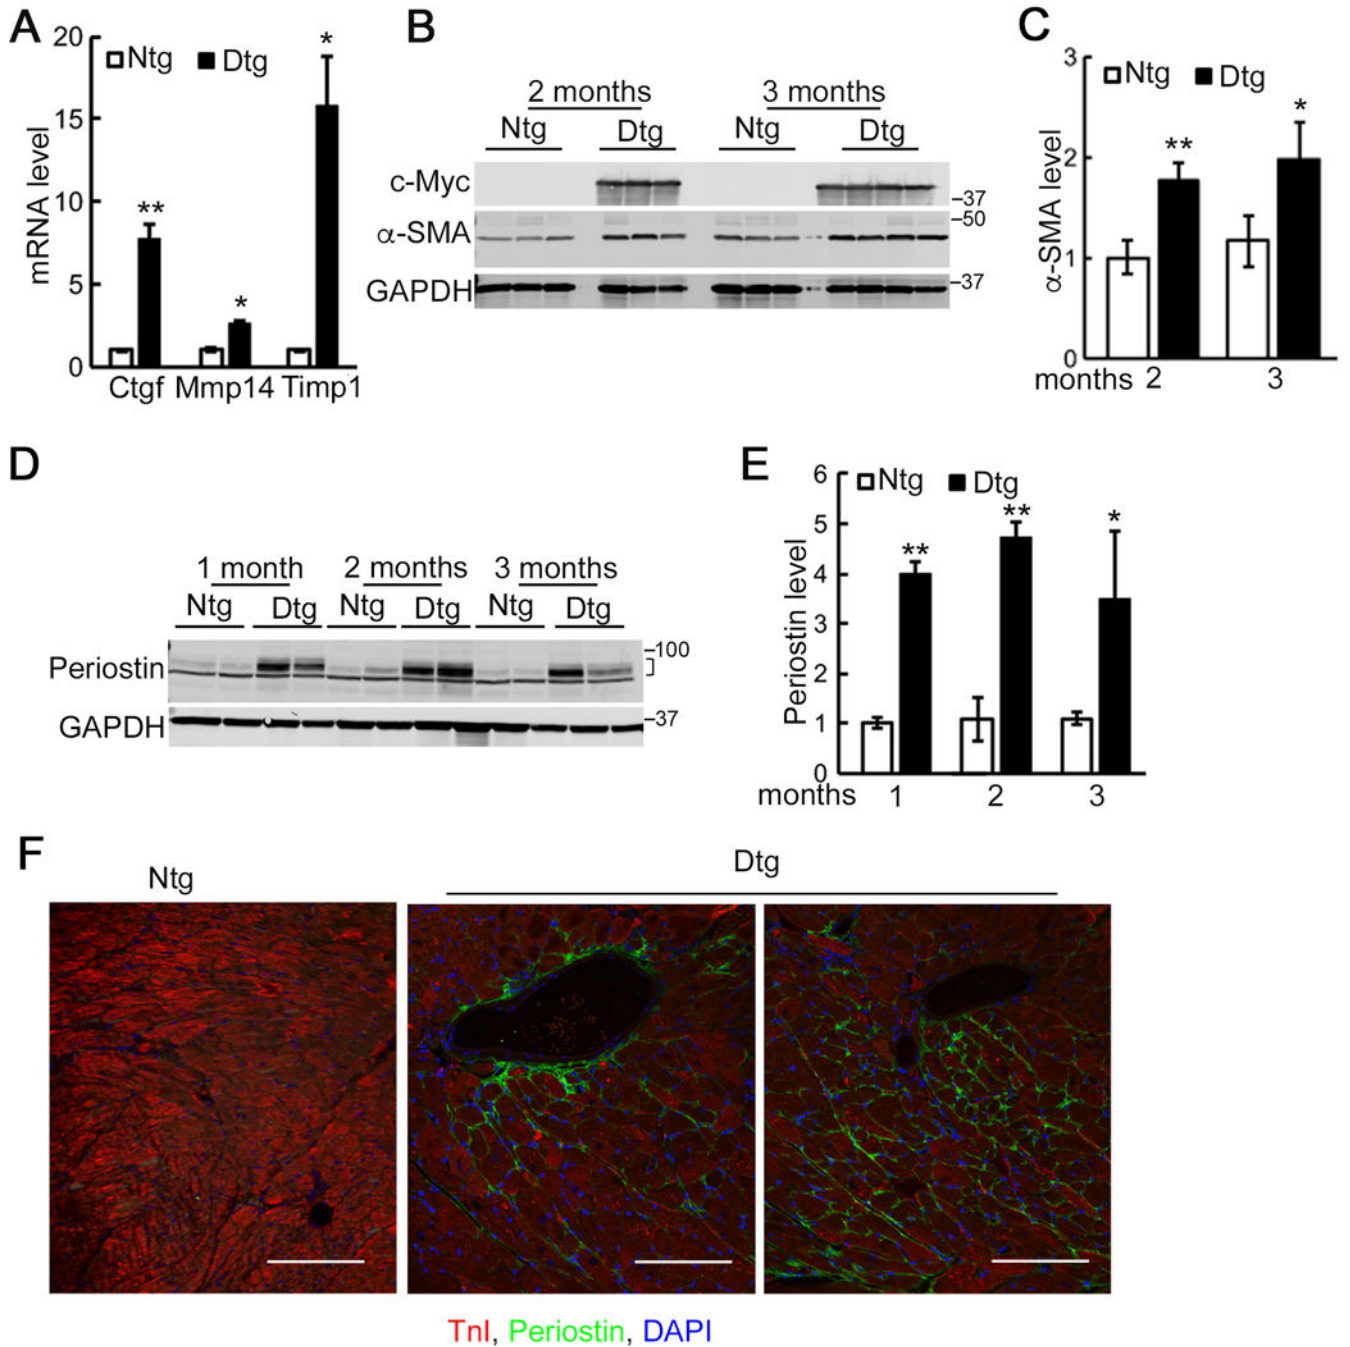 A
20
15
10
5
0
mRNA level
Ntg Dtg
** * *
Ctgf Mmp14 Timp1
B
2 months 3 months
Ntg Dtg Ntg Dtg
c-Myc
–37
–50
α-SMA
GAPDH
–37
C
3
2
1
0
α-SMA level
Ntg Dtg
** *
months 2 3
D
1 month 2 months 3 months
Ntg Dtg Ntg Dtg Ntg Dtg
–100
Periostin
–37
GAPDH
E
6
5
4
3
2
1
0
Periostin level
Ntg Dtg
** ** *
months 1 2 3
F
Ntg Dtg
TnI, Periostin, DAPI